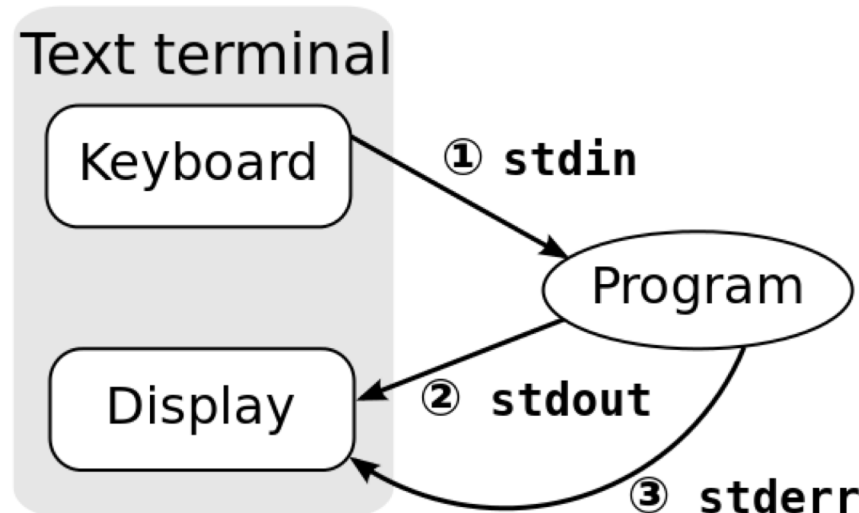 Text terminal
Keyboard
① stdin
Program
Display
② stdout
③ stderr